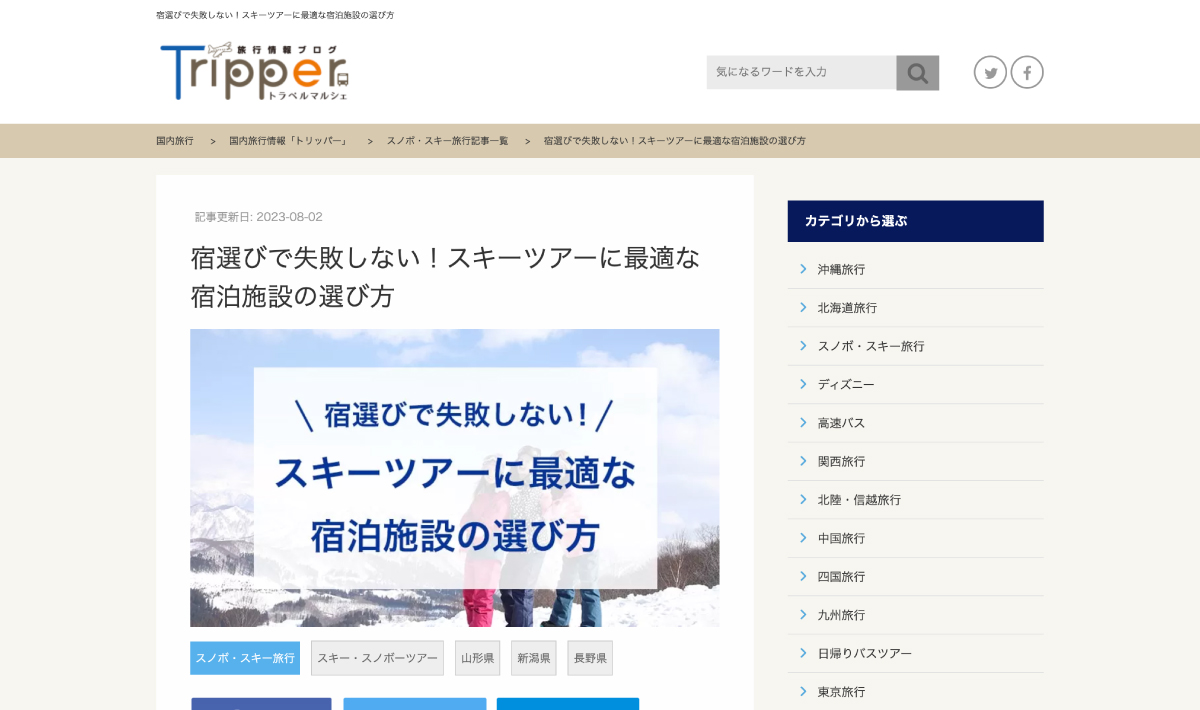 宿選びで失敗しない！スキーツアーに最適な宿泊施設の選び方
旅行情報ブログ
Tripper
トラベルマルシェ
気になるワードを入力
国内旅行 > 国内旅行情報「トリッパー」 > スノボ・スキー旅行記事一覧 > 宿選びで失敗しない！スキーツアーに最適な宿泊施設の選び方
記事更新日: 2023-08-02
宿選びで失敗しない！スキーツアーに最適な
宿泊施設の選び方
\ 宿選びで失敗しない! /
スキーツアーに最適な
宿泊施設の選び方
スノボ・スキー旅行 スキー・スノボーツアー 山形県 新潟県 長野県
カテゴリから選ぶ
沖縄旅行
北海道旅行
スノボ・スキー旅行
ディズニー
高速バス
関西旅行
北陸・信越旅行
中国旅行
四国旅行
九州旅行
日帰りバスツアー
東京旅行